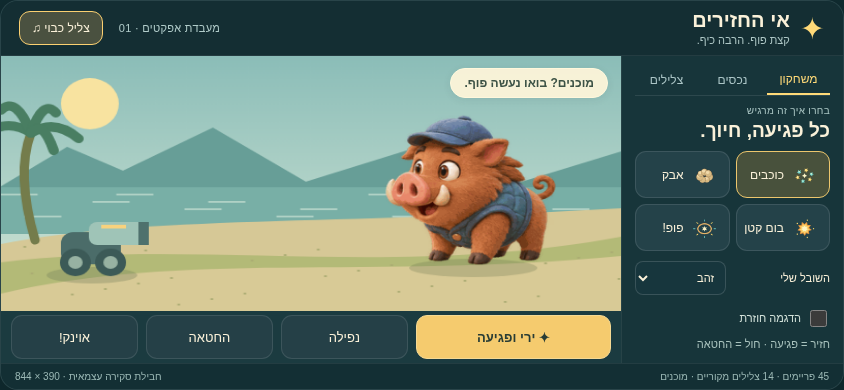 אי החזירים
קצת פוף. הרבה כיף.
מעבדת אפקטים · 01
צליל כבוי ♫
משחקון
נכסים
צלילים
בחרו איך זה מרגיש
כל פגיעה, חיוך.
כוכבים
אבק
בום קטן
פופ!
השובל שלי
זהב
הדגמה חוזרת
חזיר = פגיעה · חול = החטאה
מוכנים? בואו נעשה פוף.
✦ ירי ופגיעה
נפילה
החטאה
אוינק!
45 פריימים · 14 צלילים מקוריים · מוכנים
חבילת סקירה עצמאית · 390 × 844